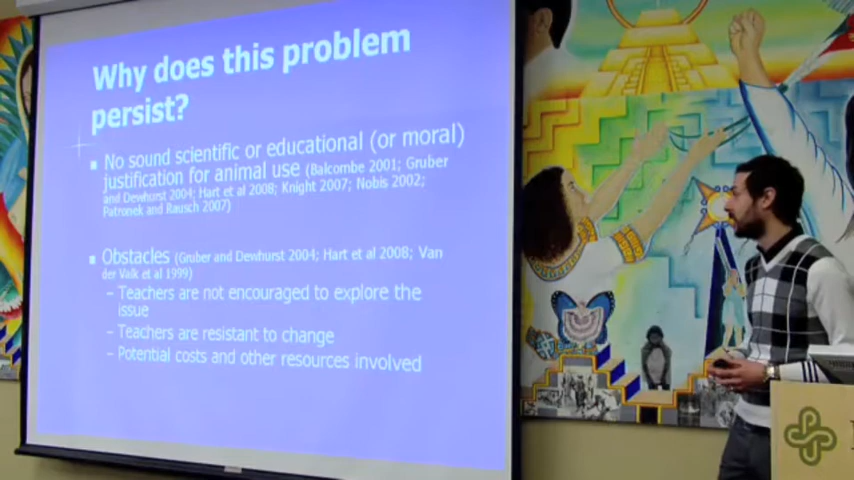 Why does this problem
persist?
No sound scientific or educational (or moral)
justification for animal use (Balcombe 2001; Gruber
and Dewhurst 2004; Hart et al 2008; Knight 2007; Nobis 2002;
Patronek and Rausch 2007)
Obstacles (Gruber and Dewhurst 2004; Hart et al 2008; Van
der Valk et al 1999)
– Teachers are not encouraged to explore the
issue
– Teachers are resistant to change
– Potential costs and other resources involved